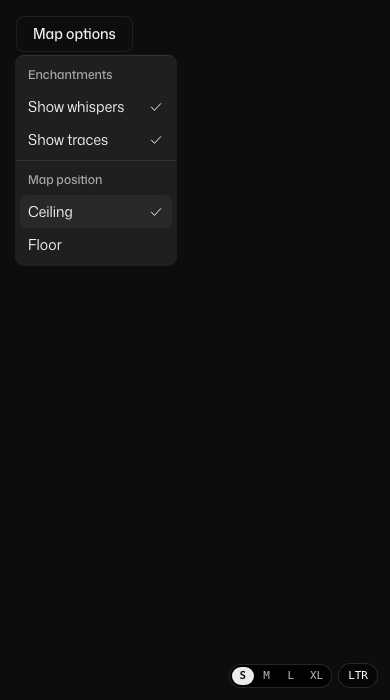 Map options
Enchantments
Show whispers
Show traces
Map position
Ceiling
Floor
S M L XL LTR